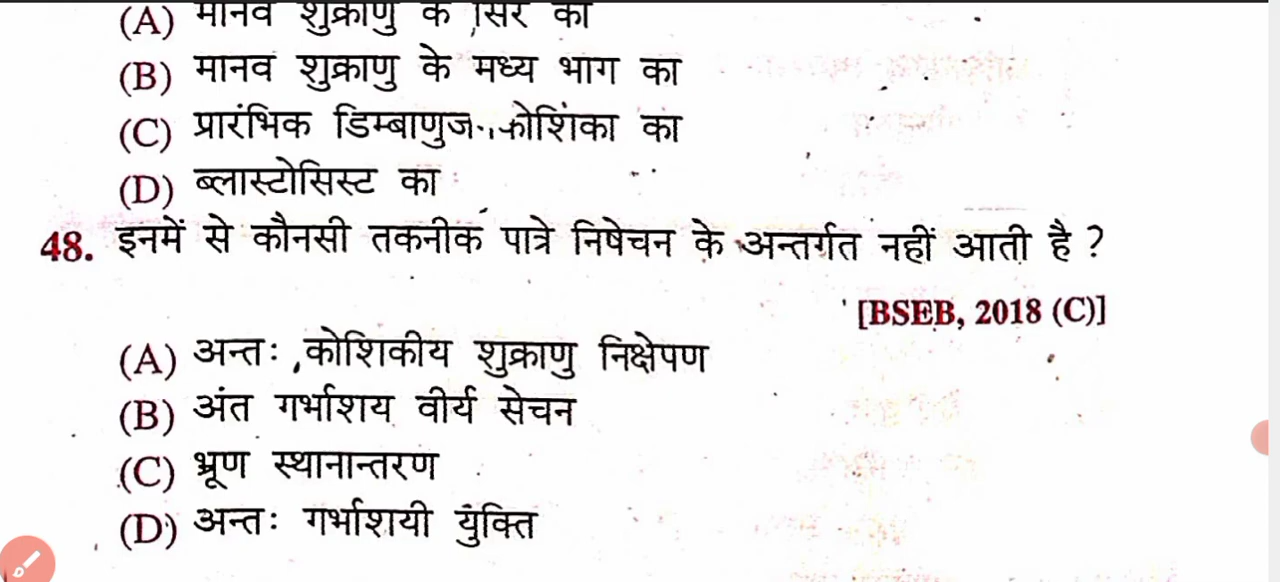 (A) मानव शुक्राणु के सिर का
(B) मानव शुक्राणु के मध्य भाग का
(C) प्रारंभिक डिम्बाणुज कोशिका का
(D) ब्लास्टोसिस्ट का
48. इनमें से कौनसी तकनीक पात्रे निषेचन के अन्तर्गत नहीं आती है ?
[BSEB, 2018 (C)]
(A) अन्तः कोशिकीय शुक्राणु निक्षेपण
(B) अंत गर्भाशय वीर्य सेचन
(C) भ्रूण स्थानान्तरण
(D) अन्तः गर्भाशयी युक्ति